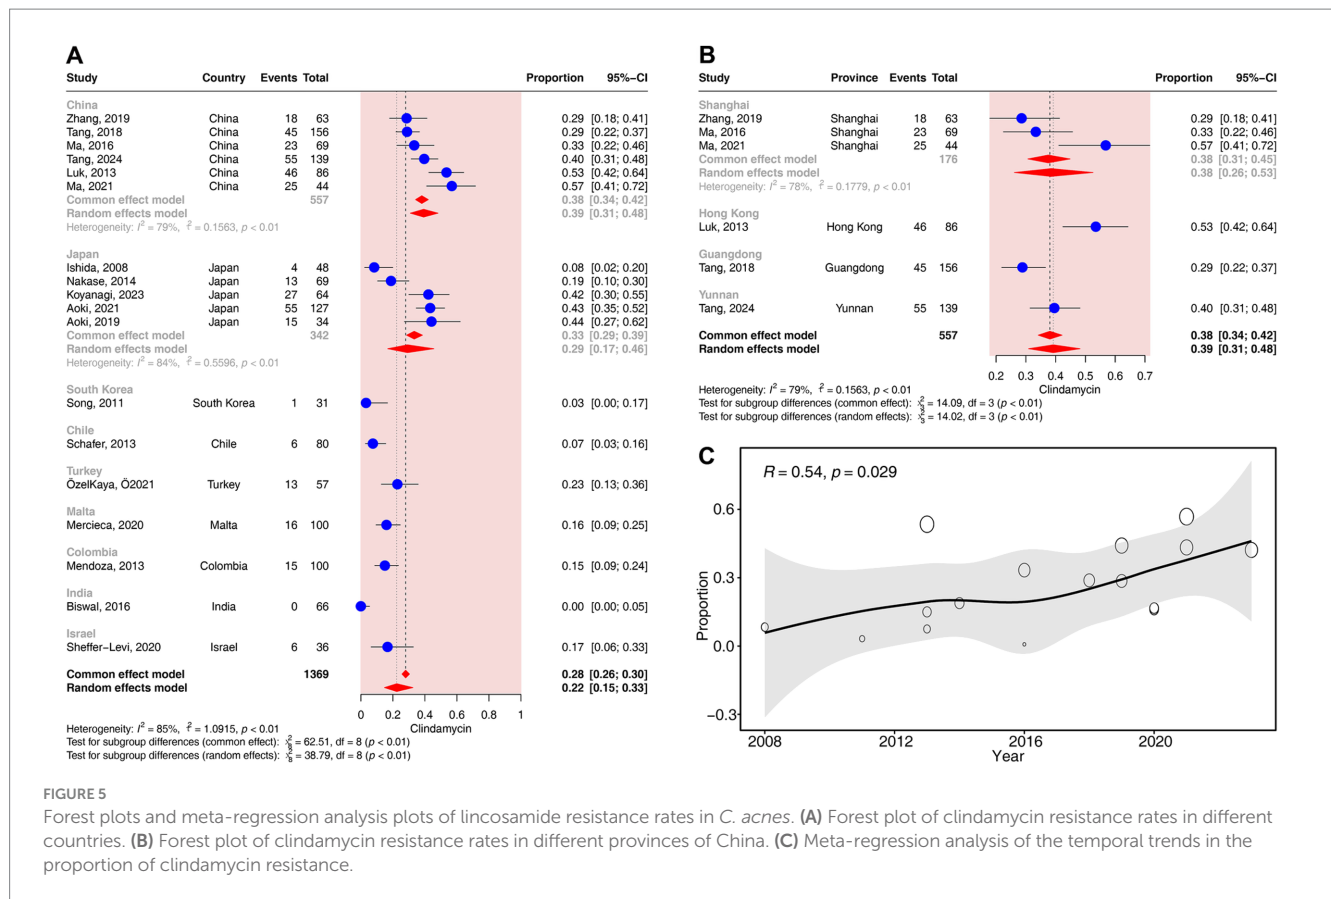 A
Study Country Events Total Proportion 95%−CI
China
Zhang, 2019 China 18 63 0.29 [0.18; 0.41]
Tang, 2018 China 45 156 0.29 [0.22; 0.37]
Ma, 2016 China 23 69 0.33 [0.22; 0.46]
Tang, 2024 China 55 139 0.40 [0.31; 0.48]
Luk, 2013 China 46 86 0.53 [0.42; 0.64]
Ma, 2021 China 25 44 0.57 [0.41; 0.72]
Common effect model 557 0.38 [0.34; 0.42]
Random effects model 0.39 [0.31; 0.48]
Heterogeneity: I² = 79%, τ² = 0.1563, p < 0.01
Japan
Ishida, 2008 Japan 4 48 0.08 [0.02; 0.20]
Nakase, 2014 Japan 13 69 0.19 [0.10; 0.30]
Koyanagi, 2023 Japan 27 64 0.42 [0.30; 0.55]
Aoki, 2021 Japan 55 127 0.43 [0.35; 0.52]
Aoki, 2019 Japan 15 34 0.44 [0.27; 0.62]
Common effect model 342 0.33 [0.29; 0.39]
Random effects model 0.29 [0.17; 0.46]
Heterogeneity: I² = 84%, τ² = 0.5596, p < 0.01
South Korea
Song, 2011 South Korea 1 31 0.03 [0.00; 0.17]
Chile
Schafer, 2013 Chile 6 80 0.07 [0.03; 0.16]
Turkey
ÖzelKaya, Ö2021 Turkey 13 57 0.23 [0.13; 0.36]
Malta
Mercieca, 2020 Malta 16 100 0.16 [0.09; 0.25]
Colombia
Mendoza, 2013 Colombia 15 100 0.15 [0.09; 0.24]
India
Biswal, 2016 India 0 66 0.00 [0.00; 0.05]
Israel
Sheffer−Levi, 2020 Israel 6 36 0.17 [0.06; 0.33]
Common effect model 1369 0.28 [0.26; 0.30]
Random effects model 0.22 [0.15; 0.33]
0 0.2 0.4 0.6 0.8 1
Clindamycin
Heterogeneity: I² = 85%, τ² = 1.0915, p < 0.01
Test for subgroup differences (common effect): χ²₈ = 62.51, df = 8 (p < 0.01)
Test for subgroup differences (random effects): χ²₈ = 38.79, df = 8 (p < 0.01)
B
Study Province Events Total Proportion 95%−CI
Shanghai
Zhang, 2019 Shanghai 18 63 0.29 [0.18; 0.41]
Ma, 2016 Shanghai 23 69 0.33 [0.22; 0.46]
Ma, 2021 Shanghai 25 44 0.57 [0.41; 0.72]
Common effect model 176 0.38 [0.31; 0.45]
Random effects model 0.38 [0.26; 0.53]
Heterogeneity: I² = 78%, τ² = 0.1779, p < 0.01
Hong Kong
Luk, 2013 Hong Kong 46 86 0.53 [0.42; 0.64]
Guangdong
Tang, 2018 Guangdong 45 156 0.29 [0.22; 0.37]
Yunnan
Tang, 2024 Yunnan 55 139 0.40 [0.31; 0.48]
Common effect model 557 0.38 [0.34; 0.42]
Random effects model 0.39 [0.31; 0.48]
0.2 0.3 0.4 0.5 0.6 0.7
Clindamycin
Heterogeneity: I² = 79%, τ² = 0.1563, p < 0.01
Test for subgroup differences (common effect): χ²₃ = 14.09, df = 3 (p < 0.01)
Test for subgroup differences (random effects): χ²₃ = 14.02, df = 3 (p < 0.01)
C
R = 0.54, p = 0.029
Proportion
0.6
0.3
0.0
−0.3
2008 2012 2016 2020
Year
FIGURE 5
Forest plots and meta-regression analysis plots of lincosamide resistance rates in C. acnes. (A) Forest plot of clindamycin resistance rates in different
countries. (B) Forest plot of clindamycin resistance rates in different provinces of China. (C) Meta-regression analysis of the temporal trends in the
proportion of clindamycin resistance.